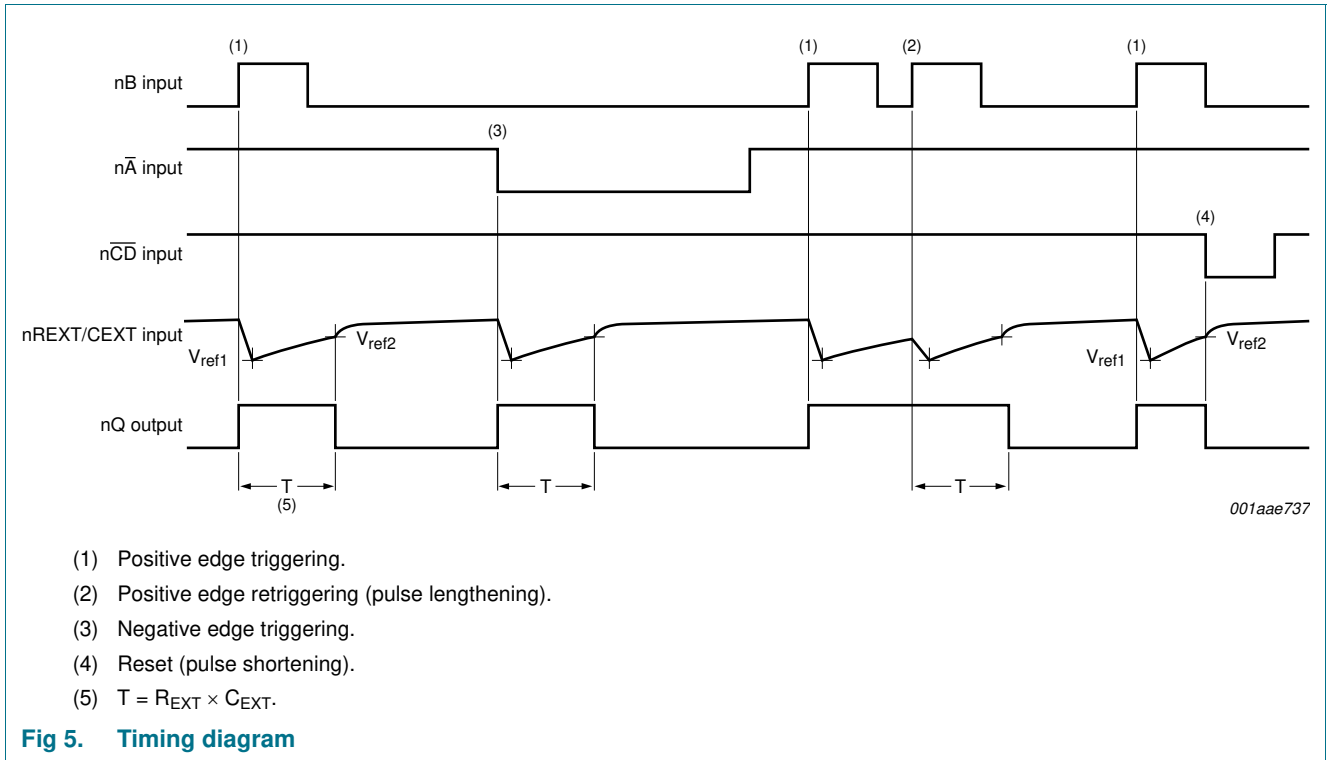 (1) (1) (2) (1)
nB input
(3)
nA̅ input
(4)
nC̅D̅ input
nREXT/CEXT input
Vref1 Vref2 Vref1 Vref2
nQ output
T T T
(5)
001aae737
(1) Positive edge triggering.
(2) Positive edge retriggering (pulse lengthening).
(3) Negative edge triggering.
(4) Reset (pulse shortening).
(5) T = REXT × CEXT.
Fig 5. Timing diagram